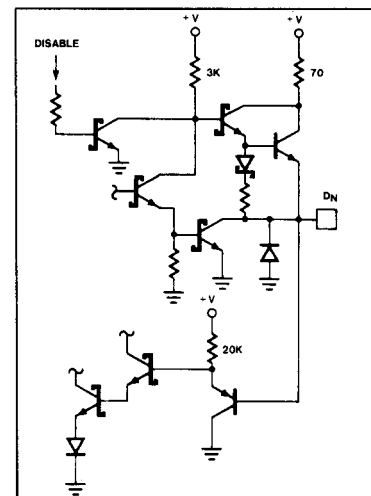 + V
+ V
DISABLE
3K
70
DN
+ V
20K